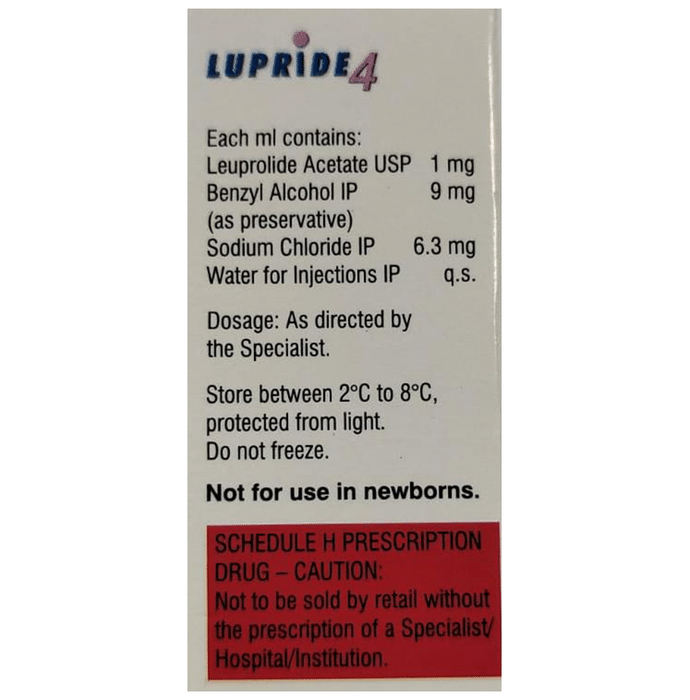 LUPRIDE 4
Each ml contains:
Leuprolide Acetate USP 1 mg
Benzyl Alcohol IP 9 mg
(as preservative)
Sodium Chloride IP 6.3 mg
Water for Injections IP q.s.
Dosage: As directed by
the Specialist.
Store between 2°C to 8°C,
protected from light.
Do not freeze.
Not for use in newborns.
SCHEDULE H PRESCRIPTION
DRUG – CAUTION:
Not to be sold by retail without
the prescription of a Specialist/
Hospital/Institution.